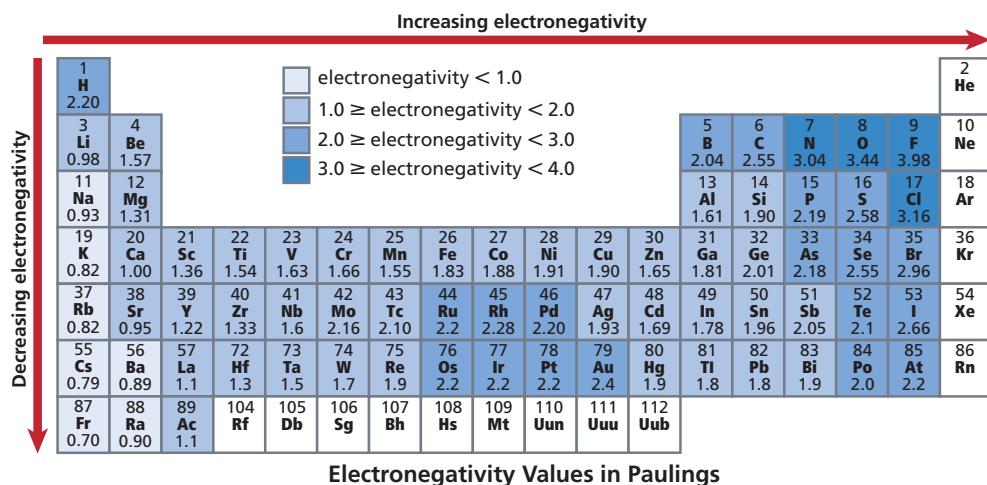 Increasing electronegativity
Decreasing electronegativity
electronegativity < 1.0
1.0 ≥ electronegativity < 2.0
2.0 ≥ electronegativity < 3.0
3.0 ≥ electronegativity < 4.0
1 2
H He
2.20
3 4 5 6 7 8 9 10
Li Be B C N O F Ne
0.98 1.57 2.04 2.55 3.04 3.44 3.98
11 12 13 14 15 16 17 18
Na Mg Al Si P S Cl Ar
0.93 1.31 1.61 1.90 2.19 2.58 3.16
19 20 21 22 23 24 25 26 27 28 29 30 31 32 33 34 35 36
K Ca Sc Ti V Cr Mn Fe Co Ni Cu Zn Ga Ge As Se Br Kr
0.82 1.00 1.36 1.54 1.63 1.66 1.55 1.83 1.88 1.91 1.90 1.65 1.81 2.01 2.18 2.55 2.96
37 38 39 40 41 42 43 44 45 46 47 48 49 50 51 52 53 54
Rb Sr Y Zr Nb Mo Tc Ru Rh Pd Ag Cd In Sn Sb Te I Xe
0.82 0.95 1.22 1.33 1.6 2.16 2.10 2.2 2.28 2.20 1.93 1.69 1.78 1.96 2.05 2.1 2.66
55 56 57 72 73 74 75 76 77 78 79 80 81 82 83 84 85 86
Cs Ba La Hf Ta W Re Os Ir Pt Au Hg Tl Pb Bi Po At Rn
0.79 0.89 1.1 1.3 1.5 1.7 1.9 2.2 2.2 2.2 2.4 1.9 1.8 1.8 1.9 2.0 2.2
87 88 89 104 105 106 107 108 109 110 111 112
Fr Ra Ac Rf Db Sg Bh Hs Mt Uun Uuu Uub
0.70 0.90 1.1
Electronegativity Values in Paulings